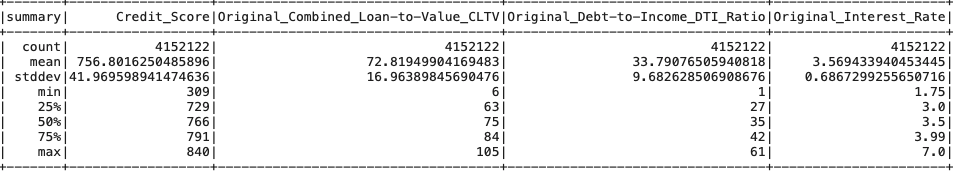 |summary|      Credit_Score|Original_Combined_Loan-to-Value_CLTV|Original_Debt-to-Income_DTI_Ratio|Original_Interest_Rate|
|  count|           4152122|                             4152122|                          4152122|               4152122|
|   mean| 756.8016250485896|                   72.81949904169483|                33.79076505940818|     3.569433940453445|
| stddev|41.969598941474636|                   16.96389845690476|                9.682628506908676|    0.6867299255650716|
|    min|               309|                                   6|                                1|                  1.75|
|    25%|               729|                                  63|                               27|                   3.0|
|    50%|               766|                                  75|                               35|                   3.5|
|    75%|               791|                                  84|                               42|                  3.99|
|    max|               840|                                 105|                               61|                   7.0|